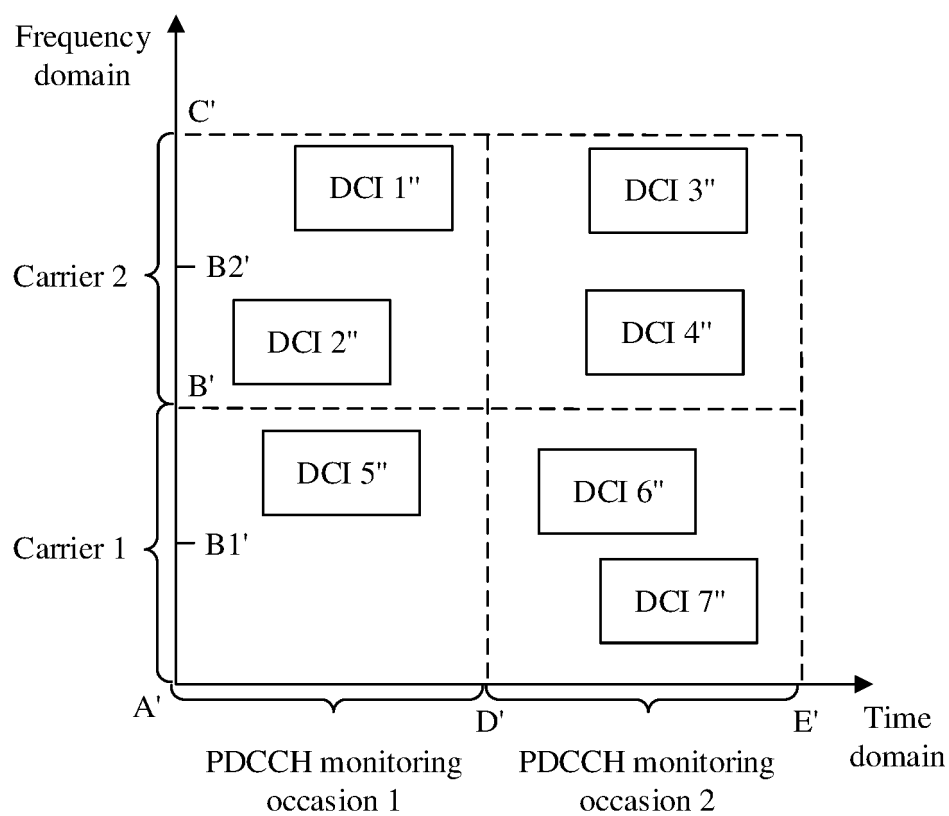 Frequency
domain
C'
DCI 1"
DCI 3"
Carrier 2
B2'
DCI 2"
DCI 4"
B'
DCI 5"
DCI 6"
Carrier 1
B1'
DCI 7"
A'
D'
E'
Time
domain
PDCCH monitoring
occasion 1
PDCCH monitoring
occasion 2